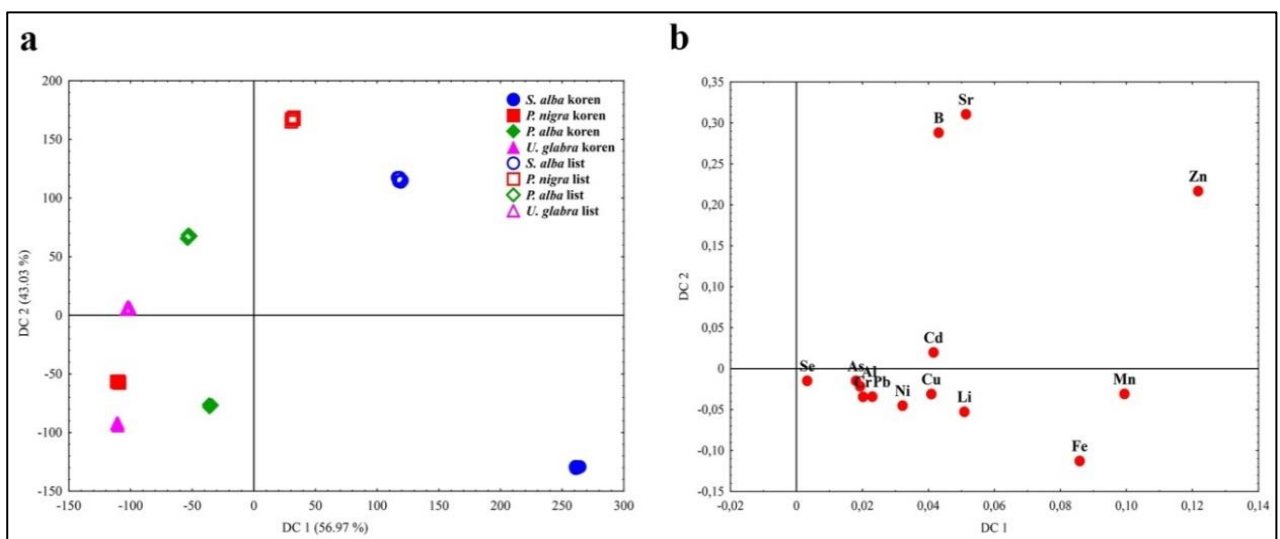 a
200
150
100
50
0
-50
-100
-150
-150
-100
-50
0
50
100
150
200
250
300
DC 2 (43.03 %)
DC 1 (56.97 %)
S. alba koren
P. nigra koren
P. alba koren
U. glabra koren
S. alba list
P. nigra list
P. alba list
U. glabra list
b
0,35
0,30
0,25
0,20
0,15
0,10
0,05
0,00
-0,05
-0,10
-0,15
-0,02
0
0,02
0,04
0,06
0,08
0,10
0,12
0,14
DC 2
DC 1
Sr
B
Zn
Cd
Se
As
Al
Cr
Pb
Ni
Cu
Li
Mn
Fe